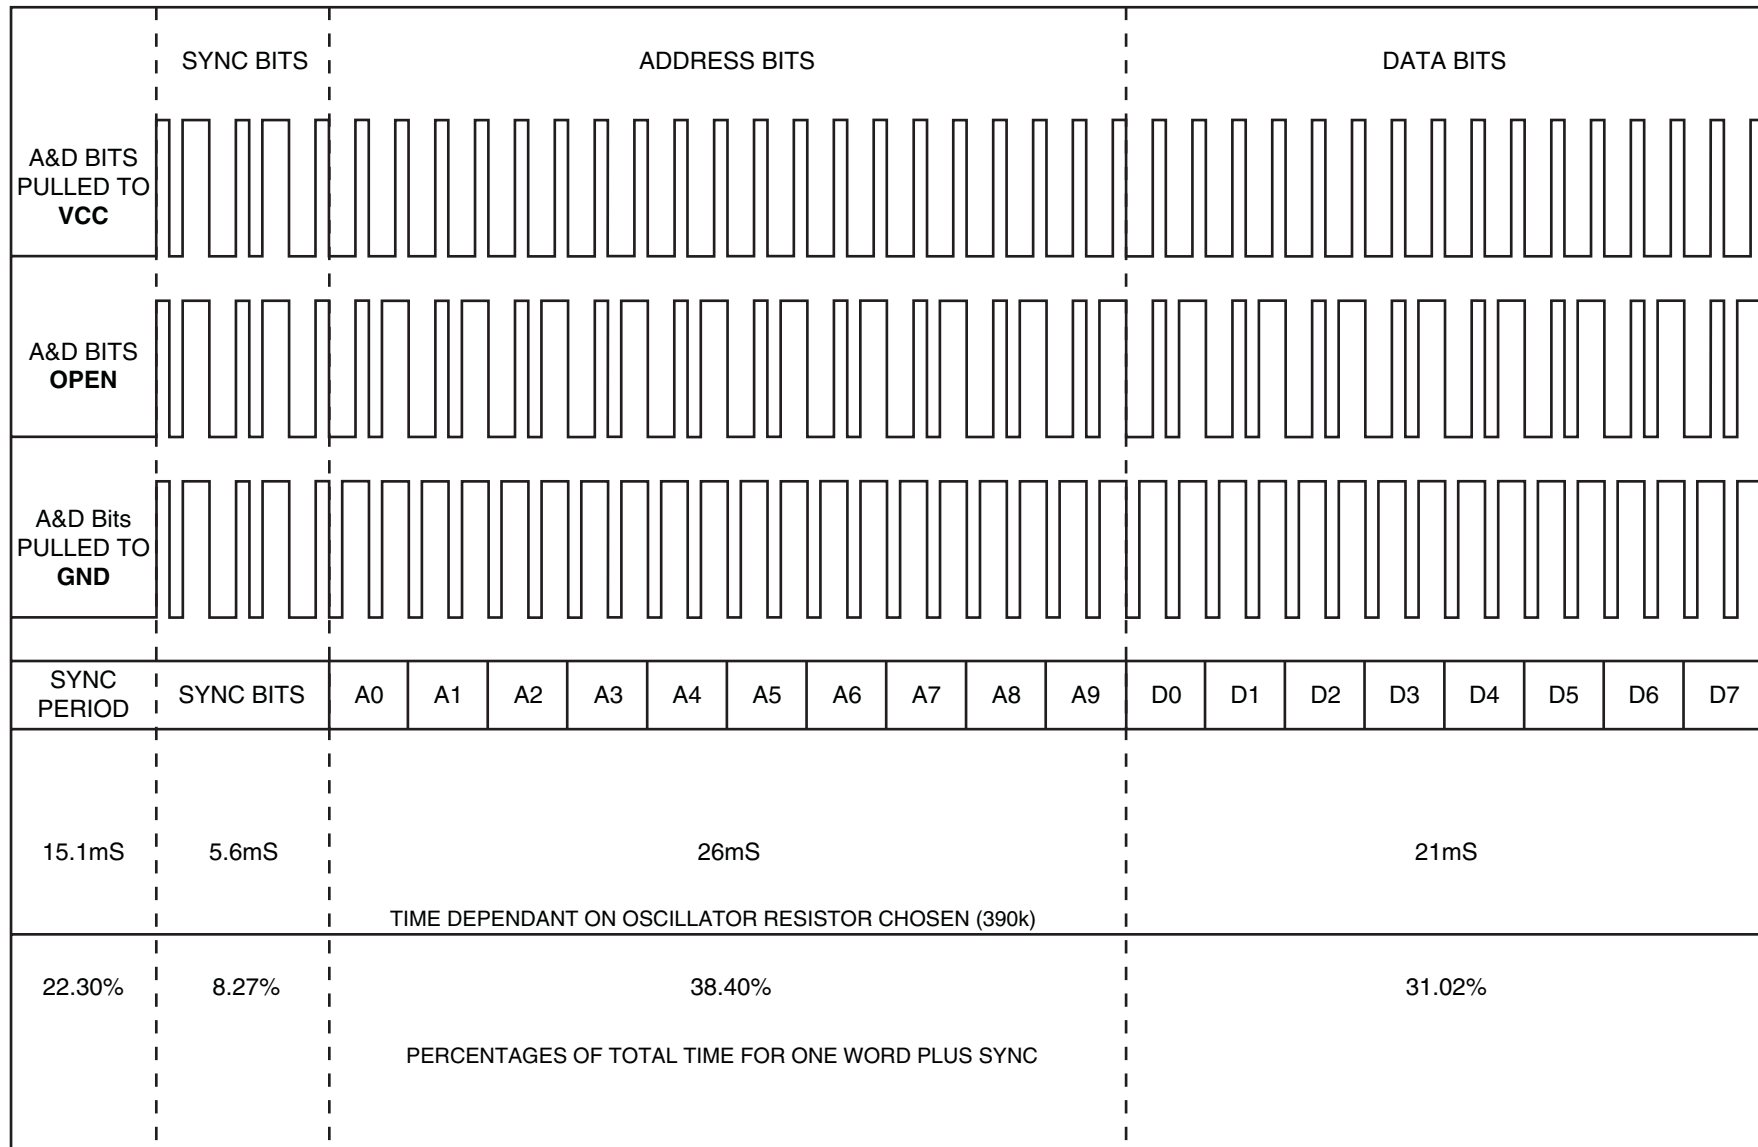 SYNC BITS
ADDRESS BITS
DATA BITS
A&D BITS
PULLED TO
VCC
A&D BITS
OPEN
A&D Bits
PULLED TO
GND
SYNC
PERIOD
SYNC BITS
A0
A1
A2
A3
A4
A5
A6
A7
A8
A9
D0
D1
D2
D3
D4
D5
D6
D7
15.1mS
5.6mS
26mS
21mS
TIME DEPENDANT ON OSCILLATOR RESISTOR CHOSEN (390k)
22.30%
8.27%
38.40%
31.02%
PERCENTAGES OF TOTAL TIME FOR ONE WORD PLUS SYNC